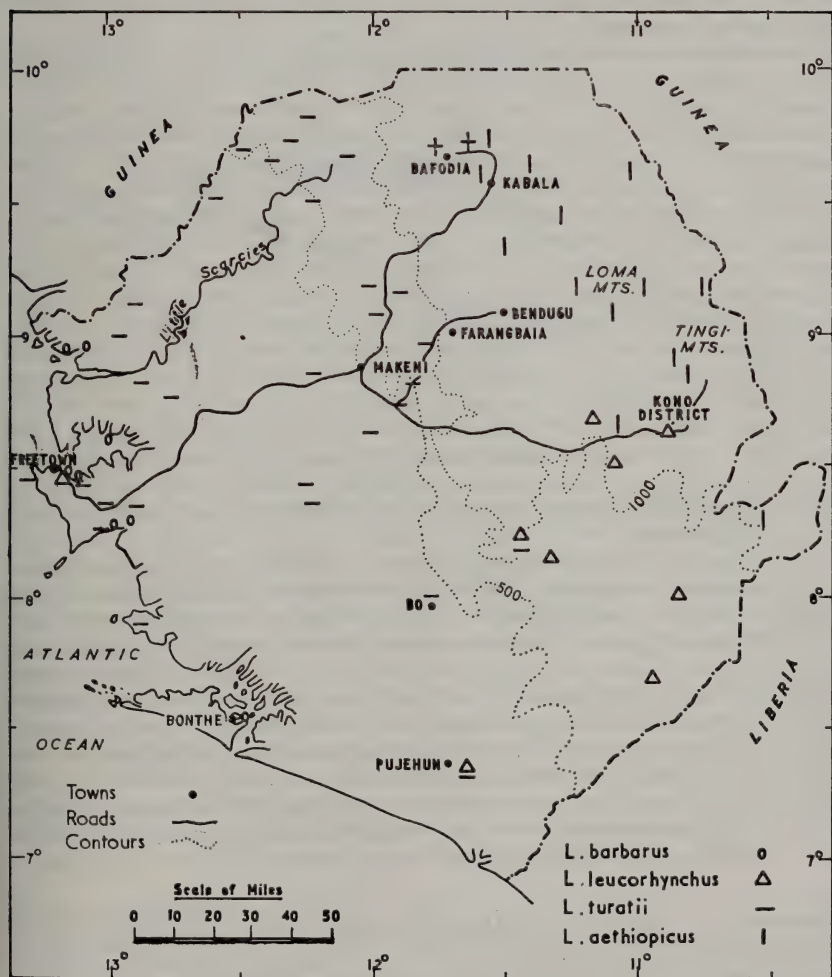 13° 12° 11°
10° 10°
GUINEA
GUINEA
BAFODIA
KABALA
Little Scarcies
LOMA
MTS.
BENDUGU
9° 9°
FARANGBAIA
TINGI
MTS.
MAKENI
KONO
DISTRICT
FREETOWN
1000
8° 8°
BO
500
ATLANTIC
LIBERIA
BONTHE
OCEAN
PUJEHUN
Towns
Roads
Contours
L. barbarus
7° 7°
L. leucorhynchus
Scale of Miles
L. turatii
0 10 20 30 40 50
L. aethiopicus
13° 12° 11°